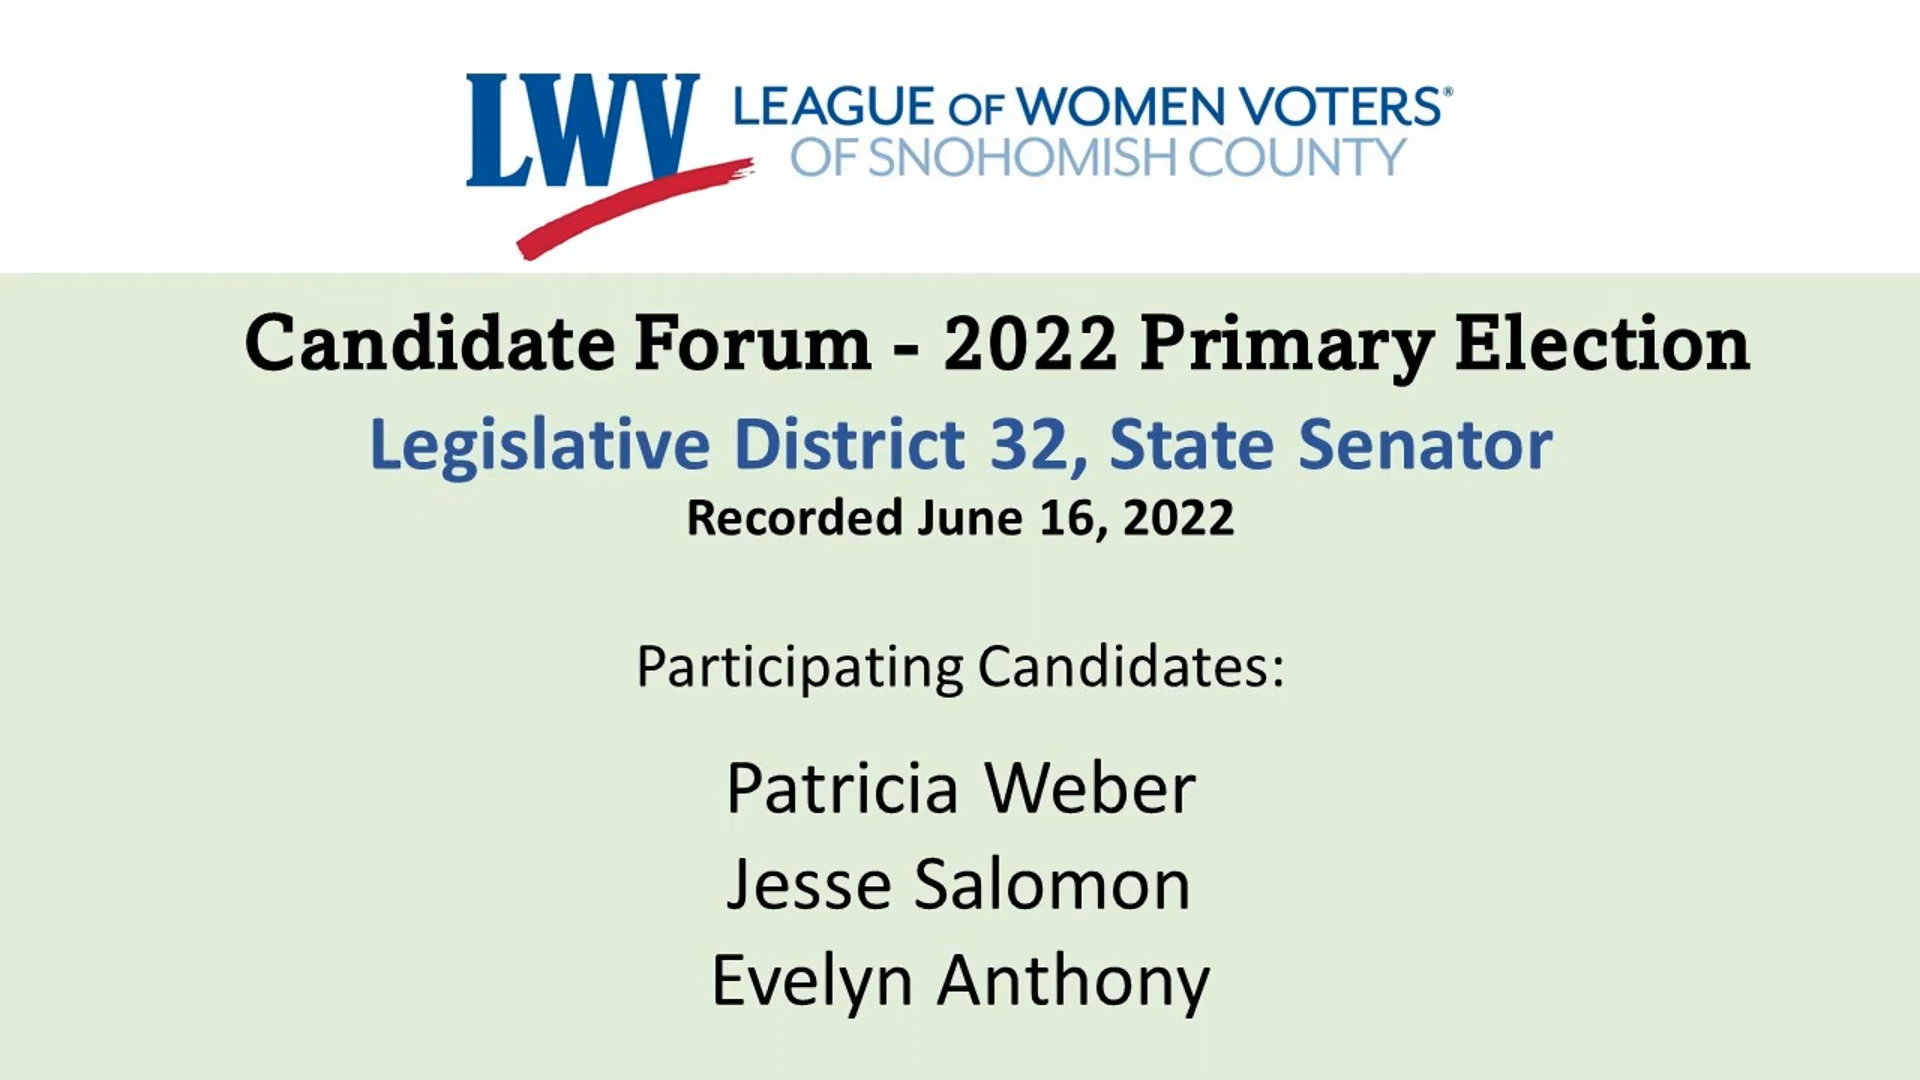 LWV LEAGUE OF WOMEN VOTERS®
OF SNOHOMISH COUNTY
Candidate Forum - 2022 Primary Election
Legislative District 32, State Senator
Recorded June 16, 2022
Participating Candidates:
Patricia Weber
Jesse Salomon
Evelyn Anthony